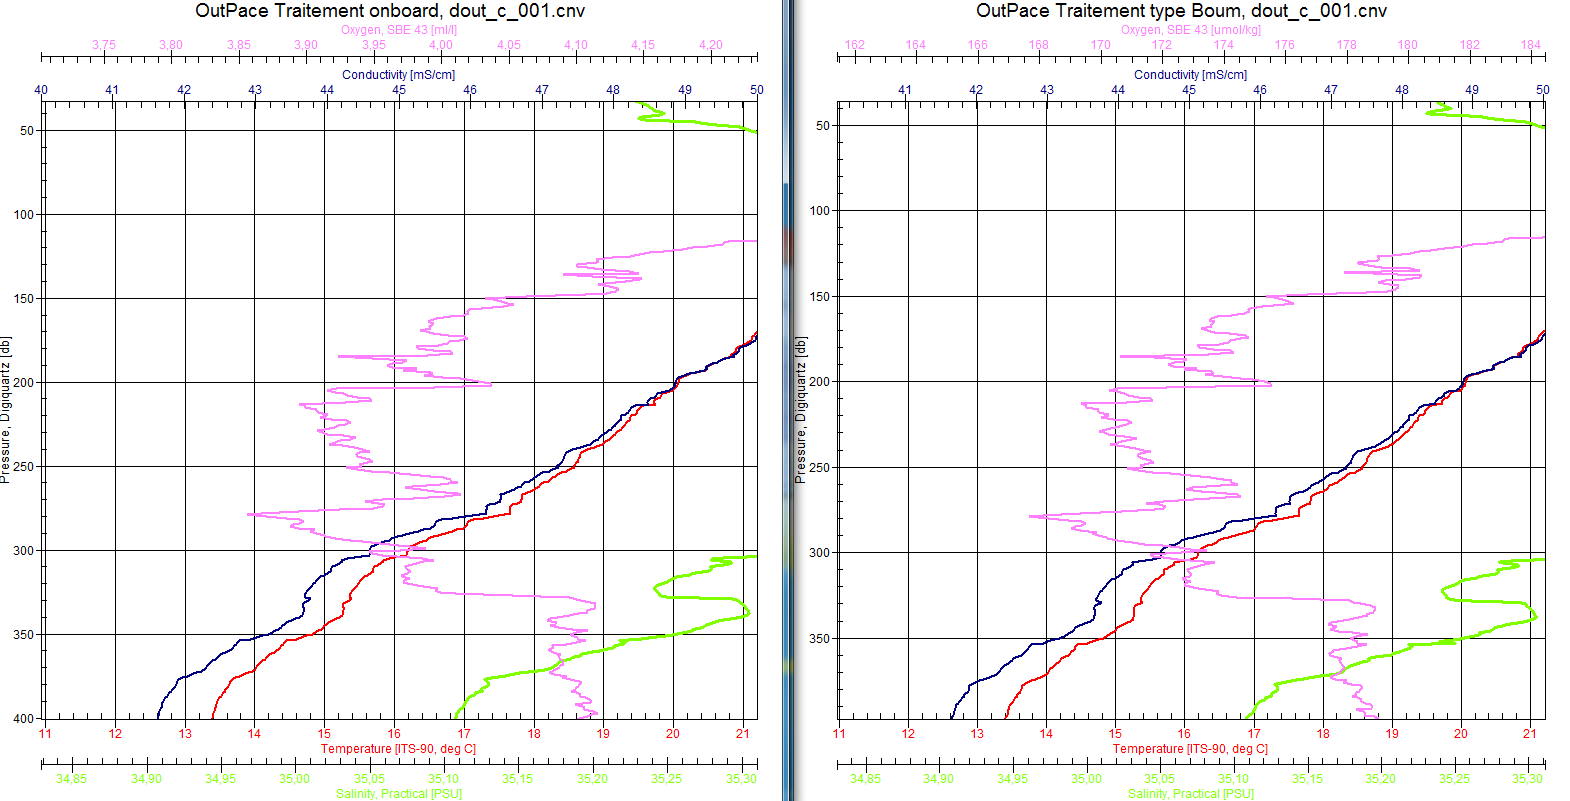 OutPace Traitement onboard, dout_c_001.cnv
Oxygen, SBE 43 [ml/l]
3,75 3,80 3,85 3,90 3,95 4,00 4,05 4,10 4,15 4,20
Conductivity [mS/cm]
40 41 42 43 44 45 46 47 48 49 50
50
100
150
200
250
300
350
400
Pressure, Digiquartz [db]
11 12 13 14 15 16 17 18 19 20 21
Temperature [ITS-90, deg C]
34,85 34,90 34,95 35,00 35,05 35,10 35,15 35,20 35,25 35,30
Salinity, Practical [PSU]
OutPace Traitement type Boum, dout_c_001.cnv
Oxygen, SBE 43 [umol/kg]
162 164 166 168 170 172 174 176 178 180 182 184
Conductivity [mS/cm]
41 42 43 44 45 46 47 48 49 50
50
100
150
200
250
300
350
Pressure, Digiquartz [db]
11 12 13 14 15 16 17 18 19 20 21
Temperature [ITS-90, deg C]
34,85 34,90 34,95 35,00 35,05 35,10 35,15 35,20 35,25 35,30
Salinity, Practical [PSU]